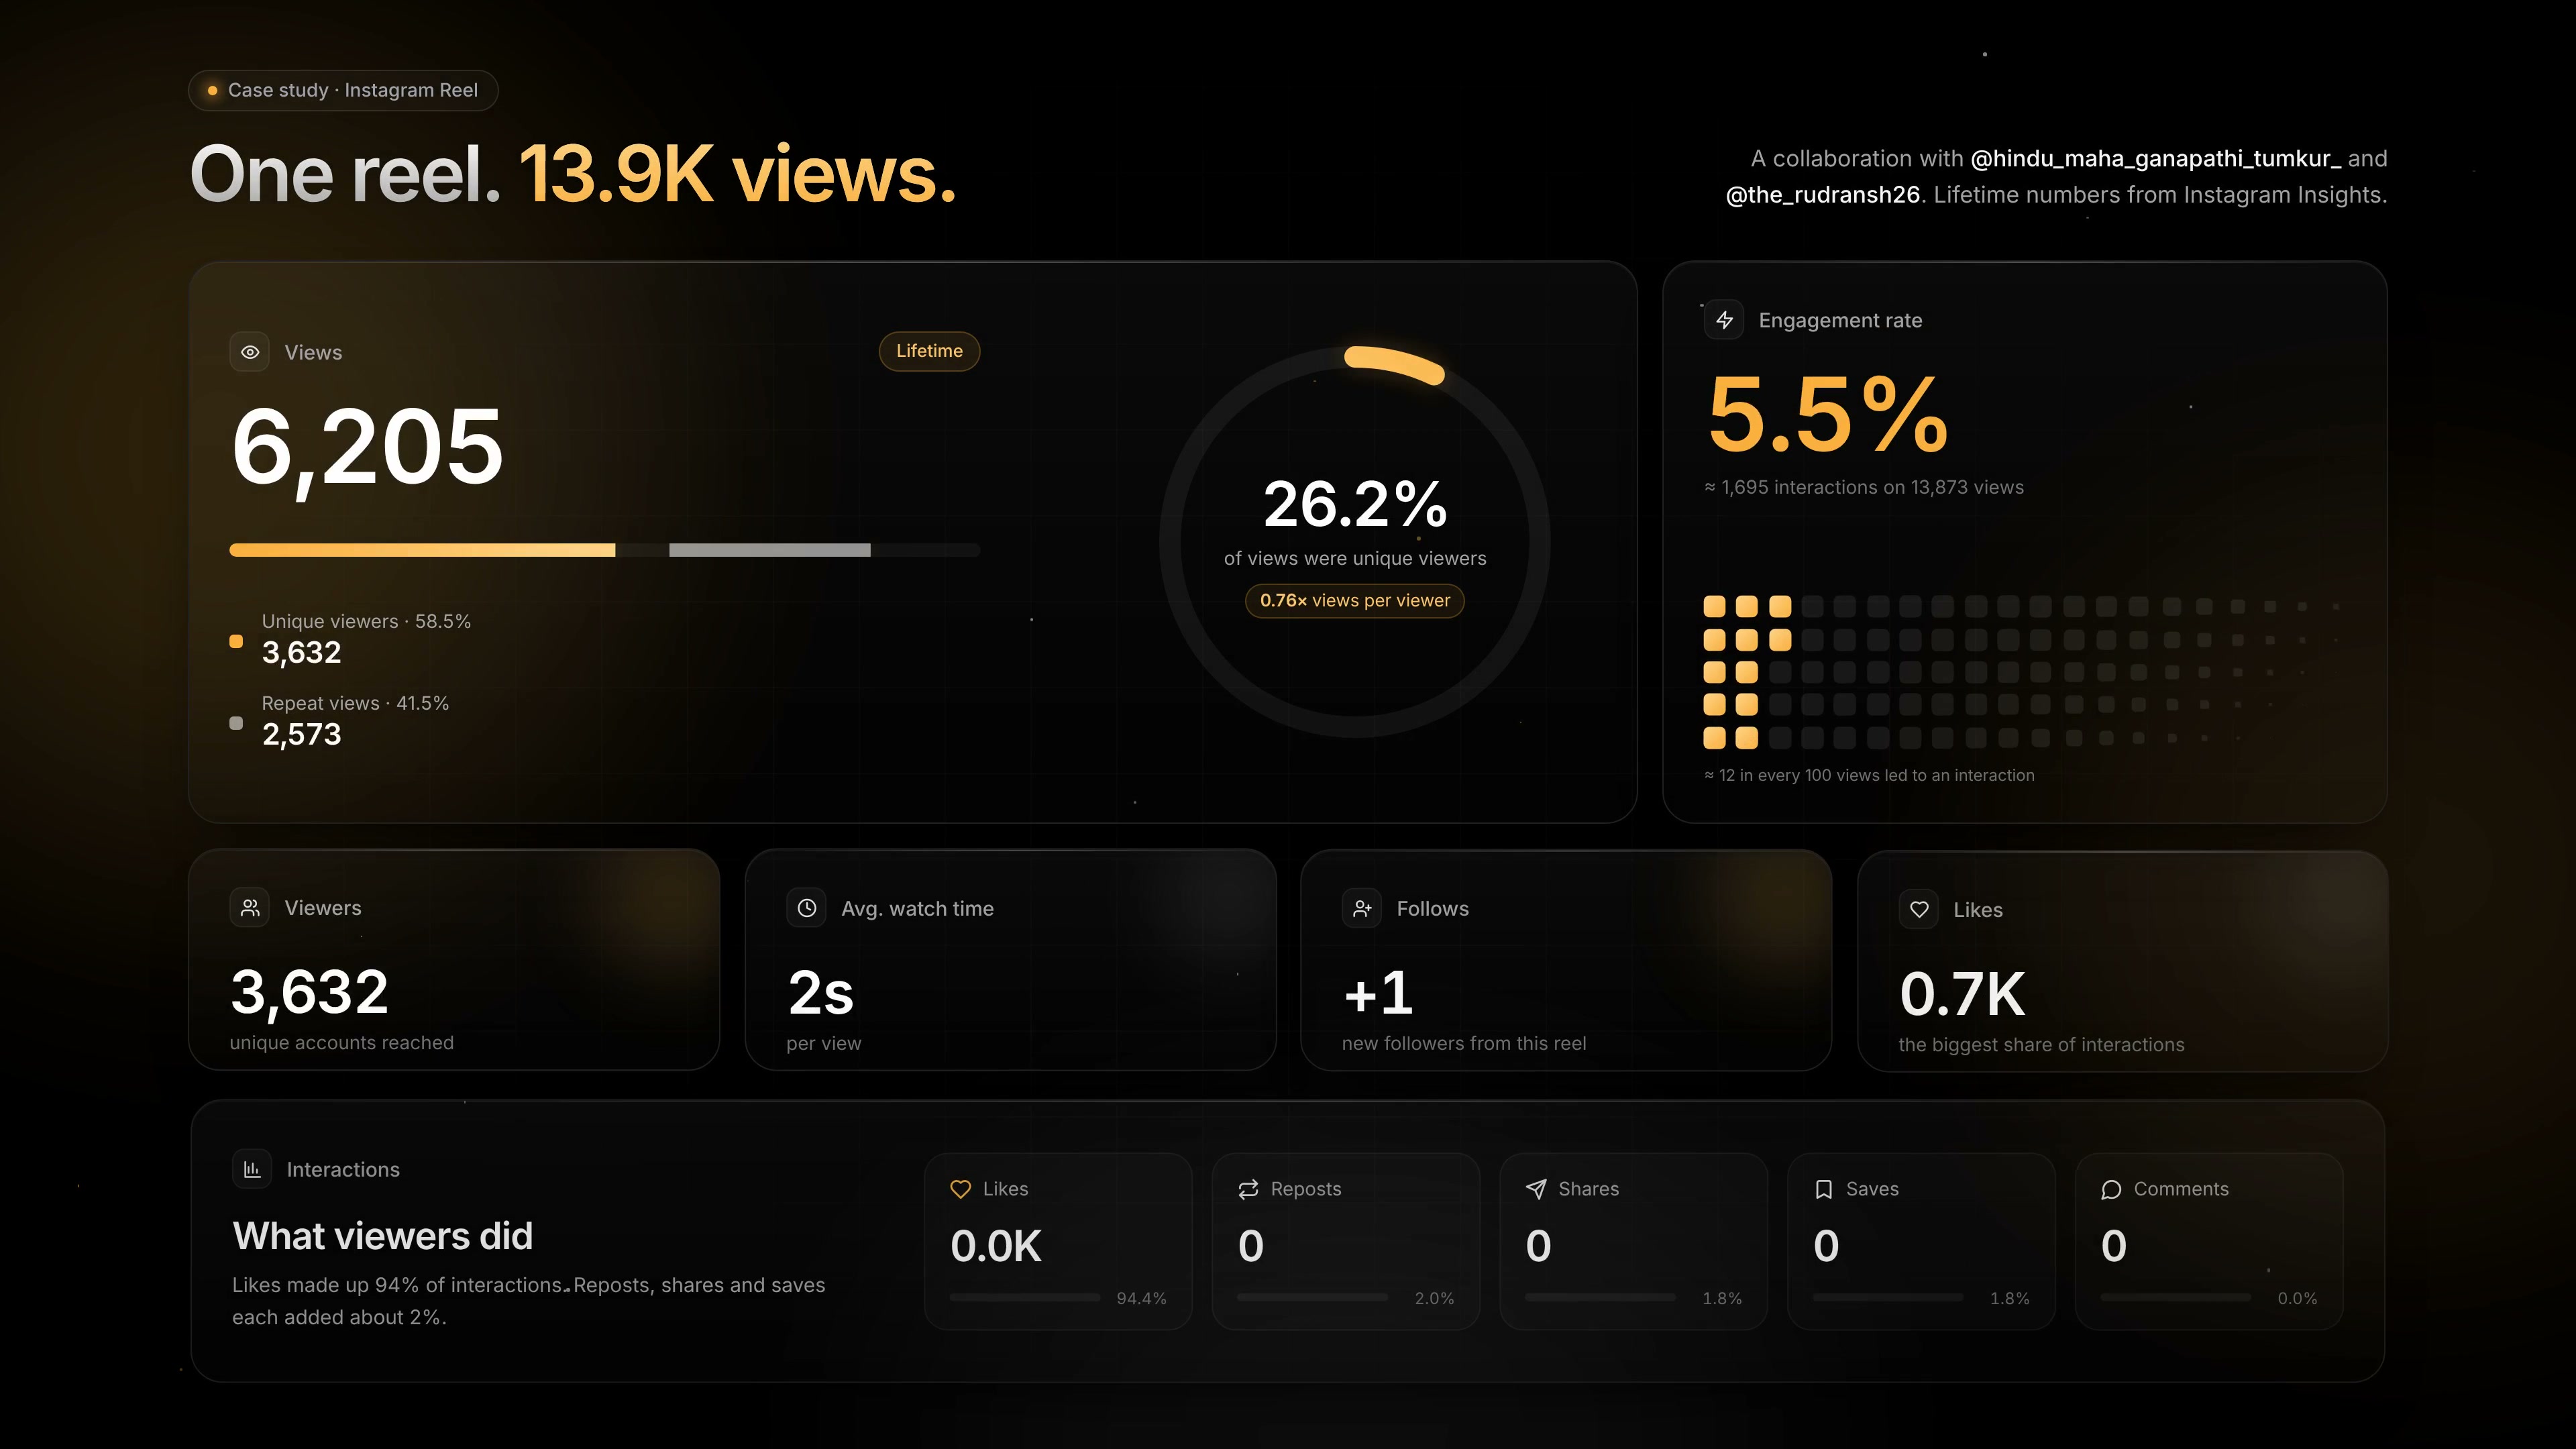 Case study · Instagram Reel
One reel. 13.9K views.
A collaboration with @hindu_maha_ganapathi_tumkur_ and
@the_rudransh26. Lifetime numbers from Instagram Insights.
Views
Lifetime
6,205
Unique viewers · 58.5%
3,632
Repeat views · 41.5%
2,573
26.2%
of views were unique viewers
0.76× views per viewer
Engagement rate
5.5%
≈ 1,695 interactions on 13,873 views
≈ 12 in every 100 views led to an interaction
Viewers
3,632
unique accounts reached
Avg. watch time
2s
per view
Follows
+1
new followers from this reel
Likes
0.7K
the biggest share of interactions
Interactions
What viewers did
Likes made up 94% of interactions. Reposts, shares and saves
each added about 2%.
Likes
0.0K
94.4%
Reposts
0
2.0%
Shares
0
1.8%
Saves
0
1.8%
Comments
0
0.0%